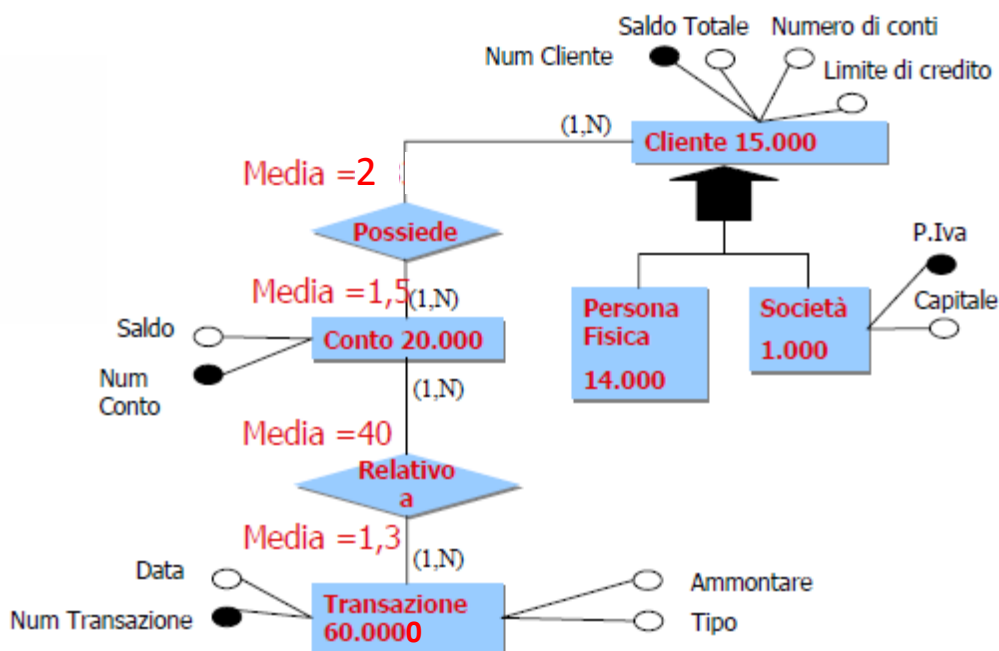 Saldo Totale
Numero di conti
Num Cliente
Limite di credito
(1,N)
Cliente 15.000
Media =2
Possiede
P.Iva
Media =1,5
(1,N)
Saldo
Conto 20.000
Persona
Fisica
14.000
Società
1.000
Capitale
Num
Conto
(1,N)
Media =40
Relativo
a
Media =1,3
(1,N)
Data
Ammontare
Num Transazione
Transazione
60.0000
Tipo